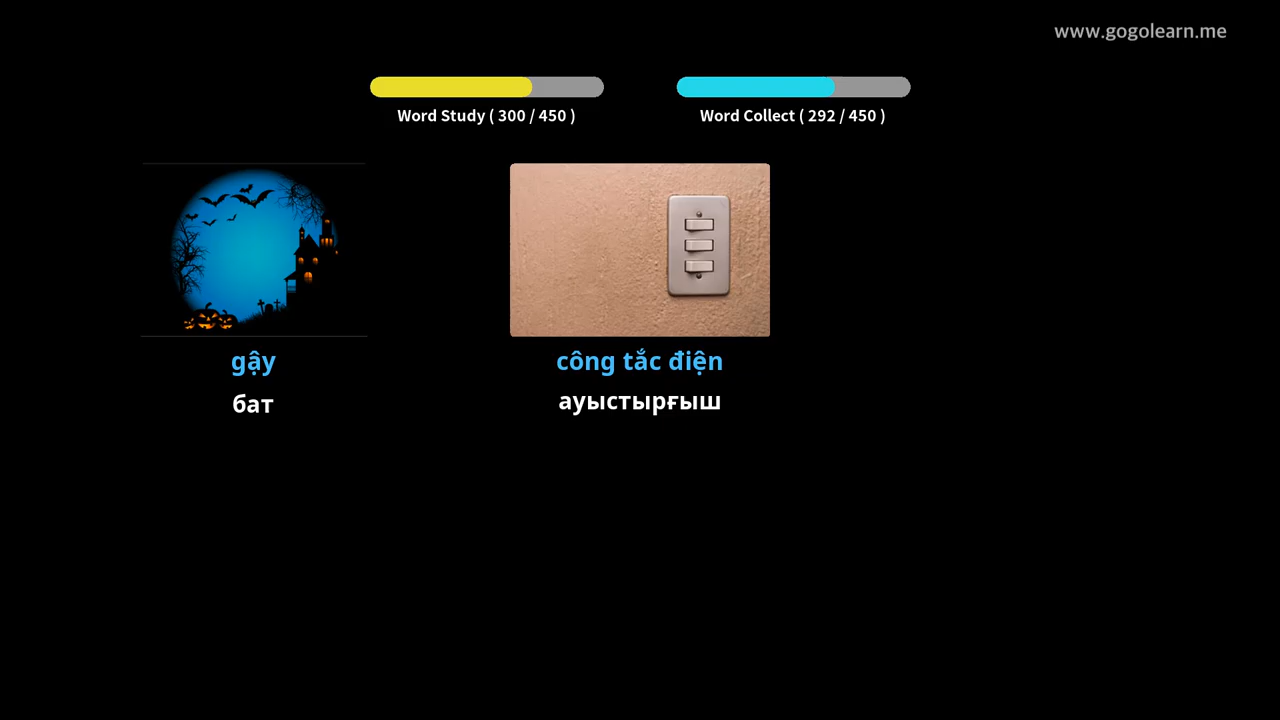 www.gogolearn.me
Word Study ( 300 / 450 )
Word Collect ( 292 / 450 )
gậy
công tắc điện
бат
ауыстырғыш